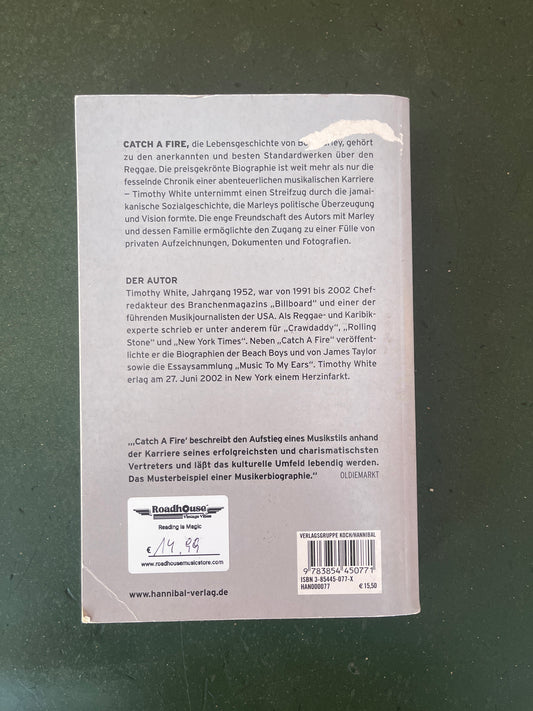 CATCH A FIRE, die Lebensgeschichte von Bo ley, gehört
zu den anerkannten und besten Standardwerken über den
Reggae. Die preisgekrönte Biographie ist weit mehr als nur die
fesselnde Chronik einer abenteuerlichen musikalischen Karriere
– Timothy White unternimmt einen Streifzug durch die jamai-
kanische Sozialgeschichte, die Marleys politische Überzeugung
und Vision formte. Die enge Freundschaft des Autors mit Marley
und dessen Familie ermöglichte den Zugang zu einer Fülle von
privaten Aufzeichnungen, Dokumenten und Fotografien.
DER AUTOR
Timothy White, Jahrgang 1952, war von 1991 bis 2002 Chef-
redakteur des Branchenmagazins „Billboard“ und einer der
führenden Musikjournalisten der USA. Als Reggae- und Karibik-
experte schrieb er unter anderem für „Crawdaddy“, „Rolling
Stone“ und „New York Times“. Neben „Catch A Fire“ veröffent-
lichte er die Biographien der Beach Boys und von James Taylor
sowie die Essaysammlung „Music To My Ears“. Timothy White
erlag am 27. Juni 2002 in New York einem Herzinfarkt.
„‚Catch A Fire‘ beschreibt den Aufstieg eines Musikstils anhand
der Karriere seines erfolgreichsten und charismatischsten
Vertreters und läßt das kulturelle Umfeld lebendig werden.
Das Musterbeispiel einer Musikerbiographie.“ OLDIEMARKT
Roadhouse
Vintage Vibes
Reading is Magic
€ 14,99
www.roadhousemusicstore.com
www.hannibal-verlag.de
VERLAGSGRUPPE KOCH/HANNIBAL
9 783854 450771
ISBN 3-85445-077-X
HAN000077 € 15,50